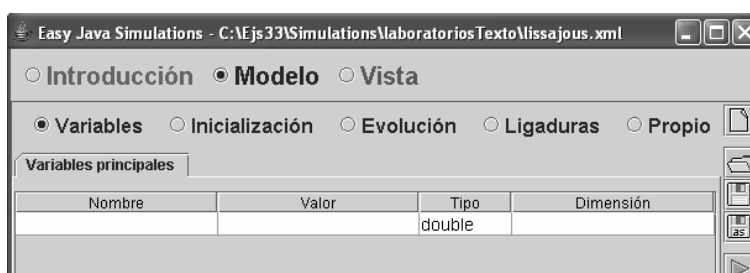 Easy Java Simulations - C:\Ejs33\Simulations\laboratoriosTexto\lissajous.xml
Introducción Modelo Vista
Variables Inicialización Evolución Ligaduras Propio
Variables principales
Nombre Valor Tipo Dimensión
double
as